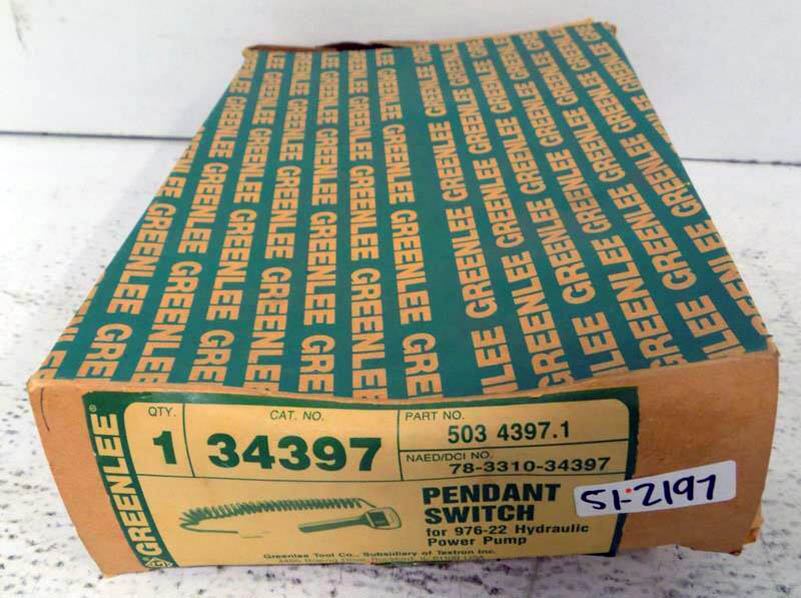 GREENLEE GREENLEE GREENLEE GREENLEE
GREENLEE
QTY.
1
CAT. NO.
34397
PART NO.
503 4397.1
NAED/DCI NO.
78-3310-34397
PENDANT
SWITCH
for 976-22 Hydraulic
Power Pump
51-2197
Greenlee Tool Co., Subsidiary of Textron Inc.